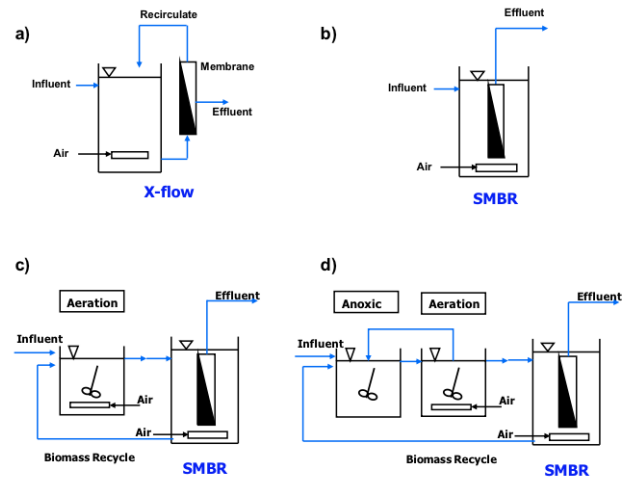 a)
Recirculate
Membrane
Influent
Effluent
Air
X-flow
b)
Effluent
Influent
Air
SMBR
c)
Aeration
Effluent
Influent
Air
Air
Biomass Recycle
SMBR
d)
Anoxic
Aeration
Effluent
Influent
Air
Air
Biomass Recycle
SMBR